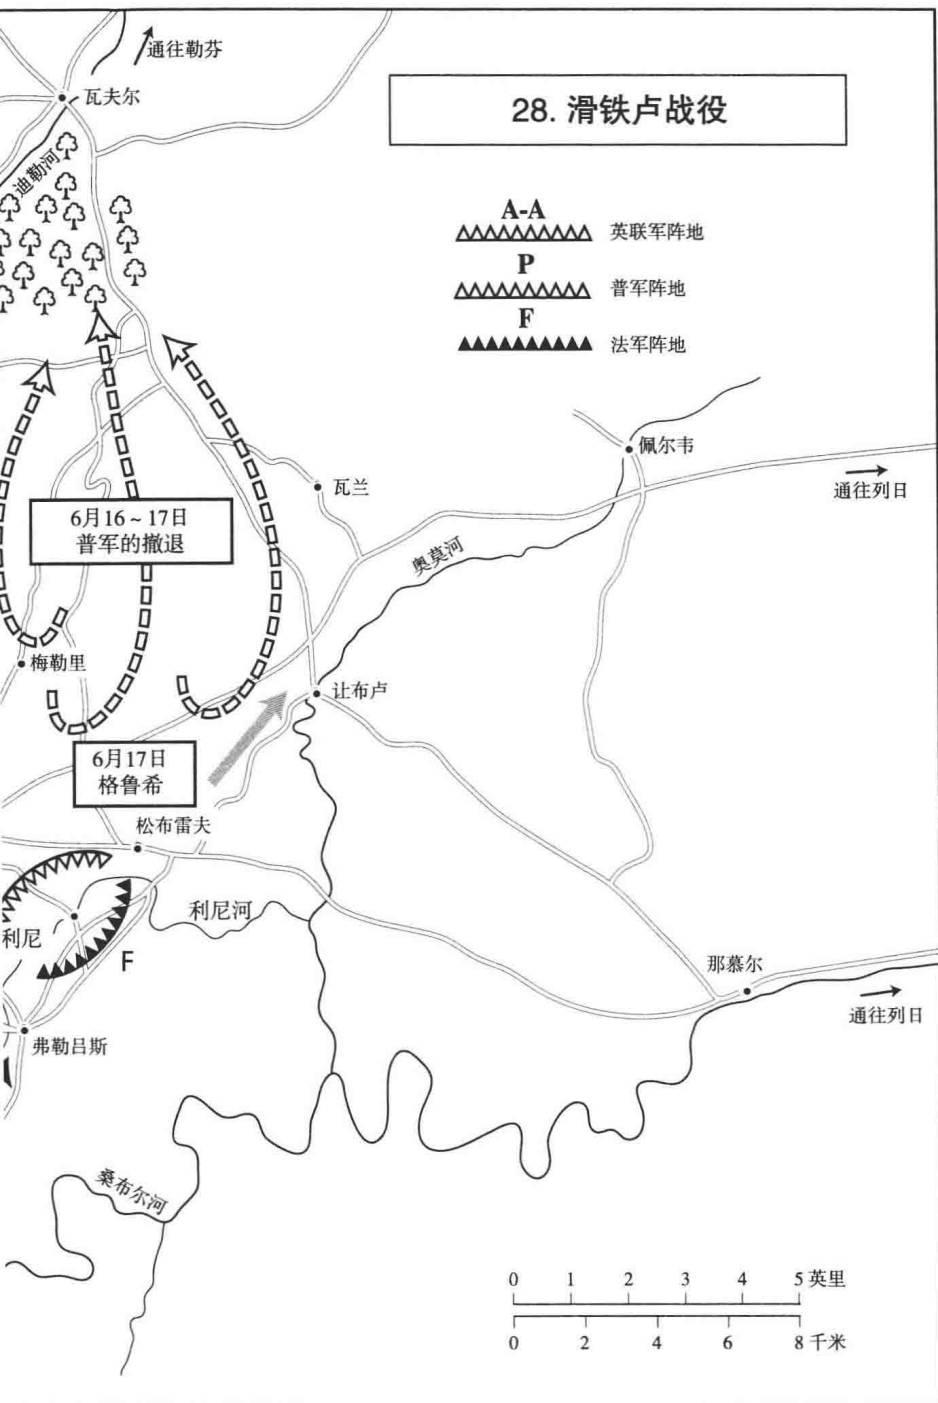 通往勒芬
瓦夫尔
28. 滑铁卢战役
迪勒河
A-A
英联军阵地
P
普军阵地
F
法军阵地
佩尔韦
瓦兰
通往列日
6月16～17日
普军的撤退
奥莫河
梅勒里
让布卢
6月17日
格鲁希
松布雷夫
利尼河
利尼
F
那慕尔
通往列日
弗勒吕斯
桑布尔河
0 1 2 3 4 5 英里
0 2 4 6 8 千米